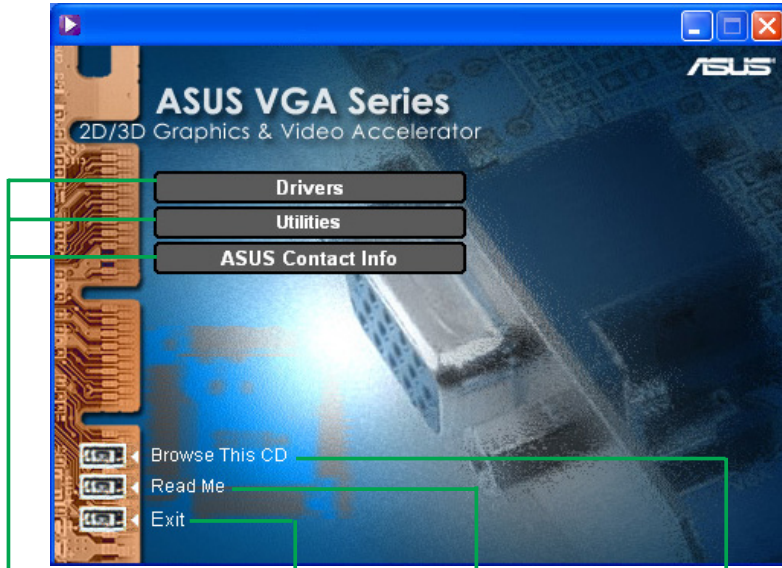 ASUS
ASUS VGA Series
2D/3D Graphics & Video Accelerator
Drivers
Utilities
ASUS Contact Info
Browse This CD
Read Me
Exit